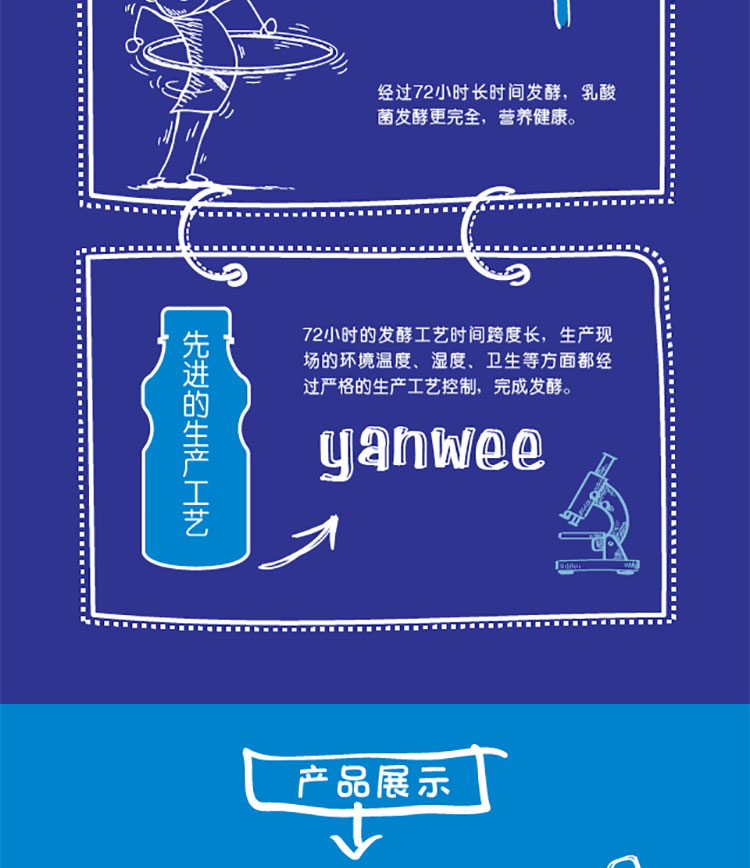 经过72小时长时间发酵，乳酸
菌发酵更完全，营养健康。
先进的生产工艺
72小时的发酵工艺时间跨度长，生产现
场的环境温度、湿度、卫生等方面都经
过严格的生产工艺控制，完成发酵。
yanwee
产品展示